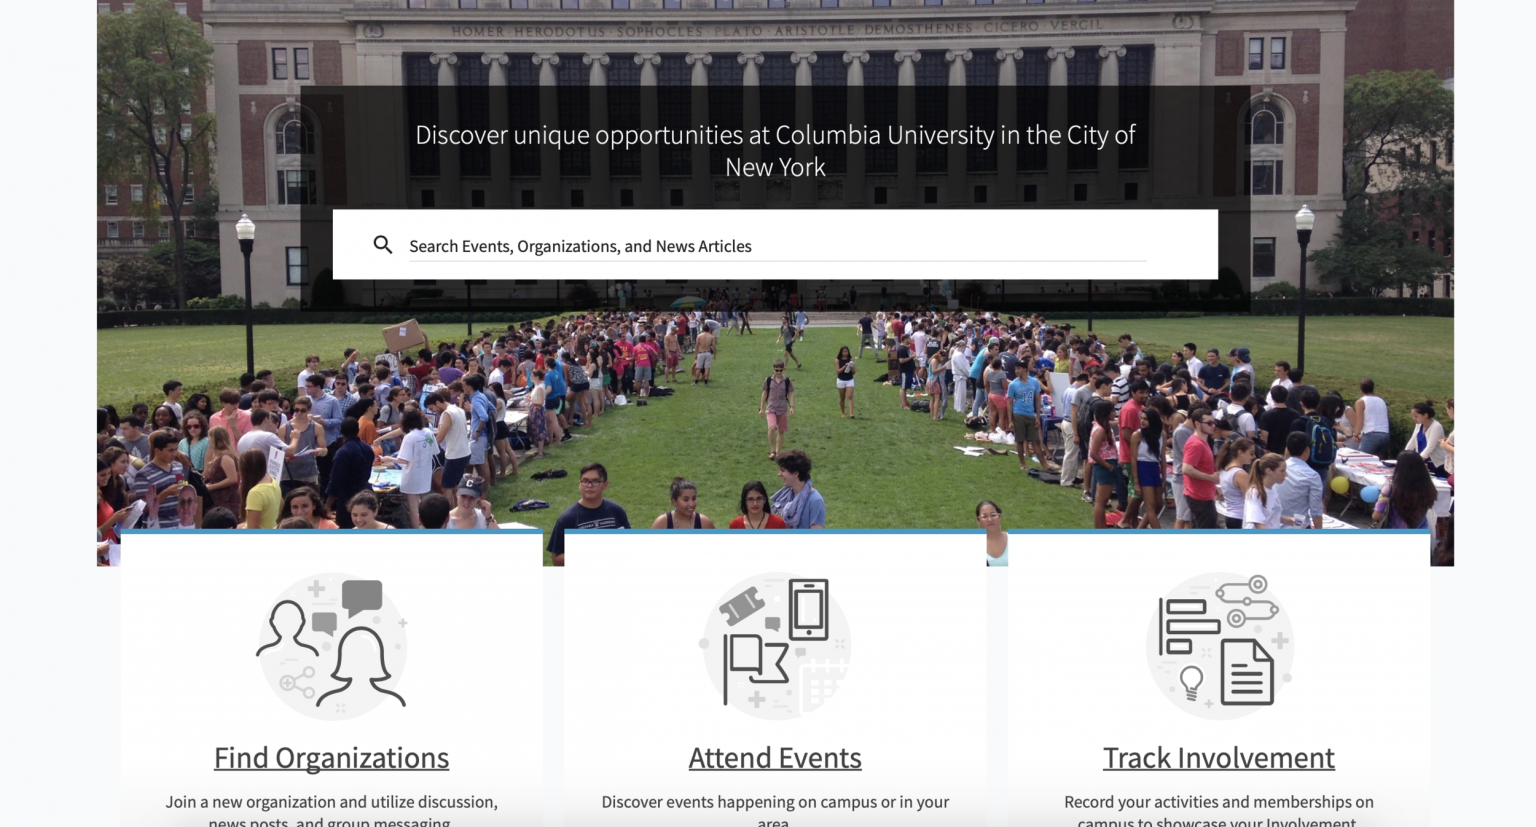 HOMER · HERODOTUS · SOPHOCLES · PLATO · ARISTOTLE · DEMOSTHENES · CICERO · VERGIL
Discover unique opportunities at Columbia University in the City of
New York
Search Events, Organizations, and News Articles
Find Organizations
Attend Events
Track Involvement
Join a new organization and utilize discussion,
news posts, and group messaging
Discover events happening on campus or in your
area
Record your activities and memberships on
campus to showcase your Involvement